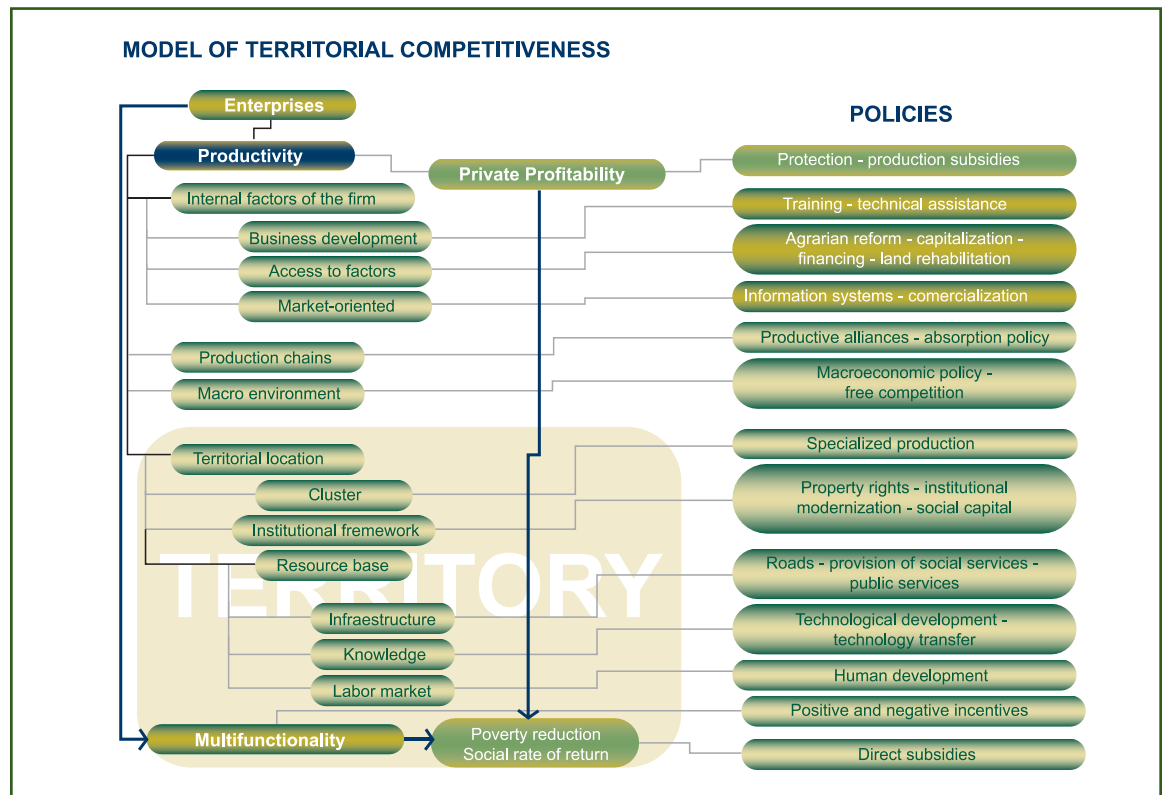 MODEL OF TERRITORIAL COMPETITIVENESS
Enterprises
POLICIES
Productivity
Private Profitability
Protection - production subsidies
Internal factors of the firm
Training - technical assistance
Business development
Agrarian reform - capitalization -
financing - land rehabilitation
Access to factors
Market-oriented
Information systems - comercialization
Production chains
Productive alliances - absorption policy
Macro environment
Macroeconomic policy -
free competition
Territorial location
Specialized production
Cluster
Property rights - institutional
modernization - social capital
Institutional fremework
TERRITORY
Resource base
Roads - provision of social services -
public services
Infraestructure
Technological development -
technology transfer
Knowledge
Labor market
Human development
Positive and negative incentives
Multifunctionality
Poverty reduction
Social rate of return
Direct subsidies